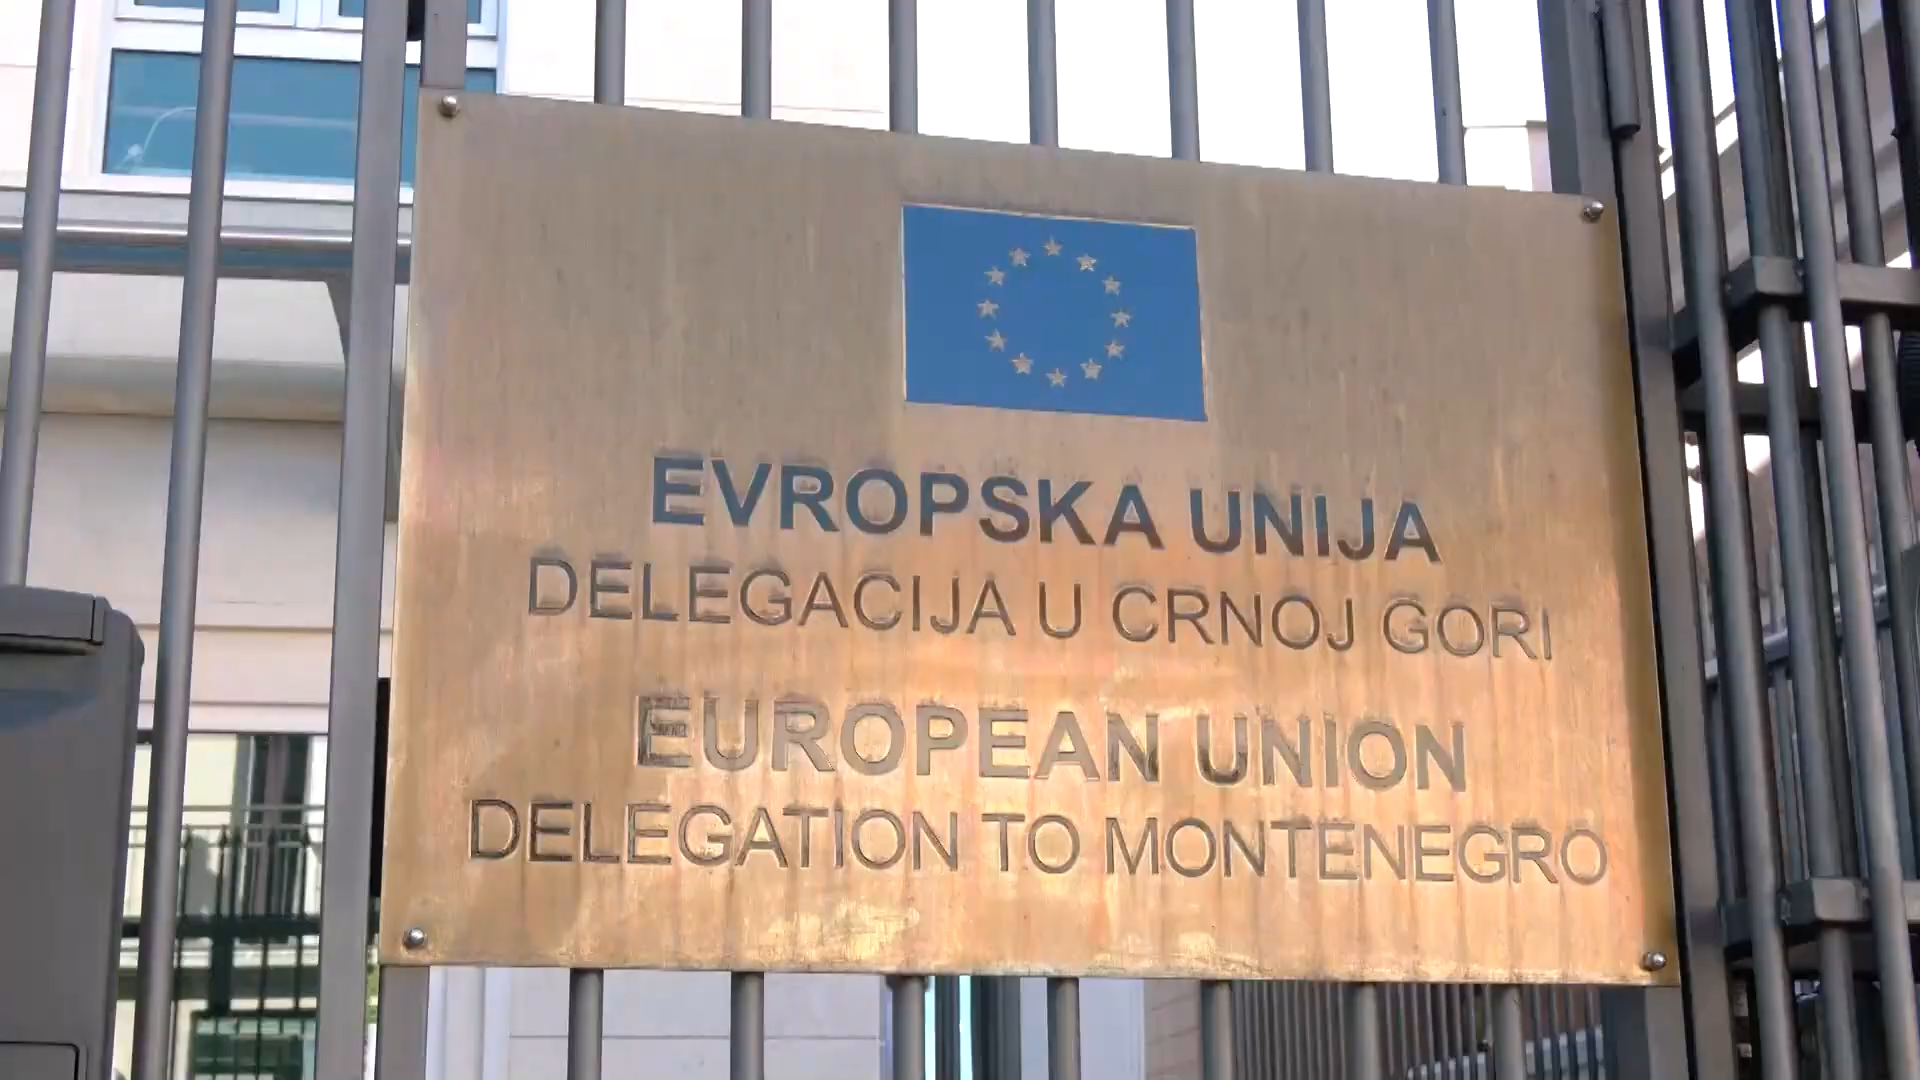 EVROPSKA UNIJA
DELEGACIJA U CRNOJ GORI
EUROPEAN UNION
DELEGATION TO MONTENEGRO